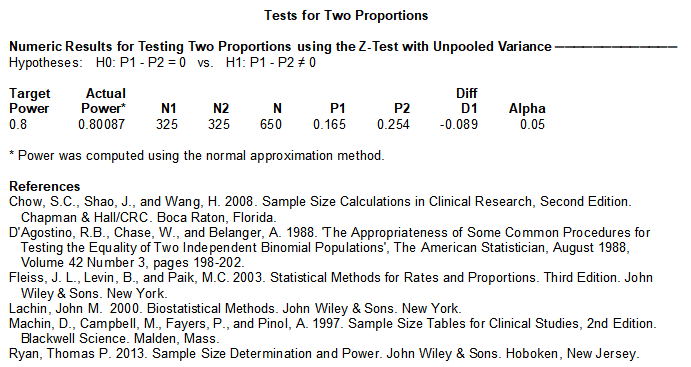 Tests for Two Proportions
Numeric Results for Testing Two Proportions using the Z-Test with Unpooled Variance
Hypotheses: H0: P1 - P2 = 0 vs. H1: P1 - P2 ≠ 0
Target Actual Diff
Power Power* N1 N2 N P1 P2 D1 Alpha
0.8 0.80087 325 325 650 0.165 0.254 -0.089 0.05
* Power was computed using the normal approximation method.
References
Chow, S.C., Shao, J., and Wang, H. 2008. Sample Size Calculations in Clinical Research, Second Edition.
Chapman & Hall/CRC. Boca Raton, Florida.
D'Agostino, R.B., Chase, W., and Belanger, A. 1988. 'The Appropriateness of Some Common Procedures for
Testing the Equality of Two Independent Binomial Populations', The American Statistician, August 1988,
Volume 42 Number 3, pages 198-202.
Fleiss, J. L., Levin, B., and Paik, M.C. 2003. Statistical Methods for Rates and Proportions. Third Edition. John
Wiley & Sons. New York.
Lachin, John M. 2000. Biostatistical Methods. John Wiley & Sons. New York.
Machin, D., Campbell, M., Fayers, P., and Pinol, A. 1997. Sample Size Tables for Clinical Studies, 2nd Edition.
Blackwell Science. Malden, Mass.
Ryan, Thomas P. 2013. Sample Size Determination and Power. John Wiley & Sons. Hoboken, New Jersey.